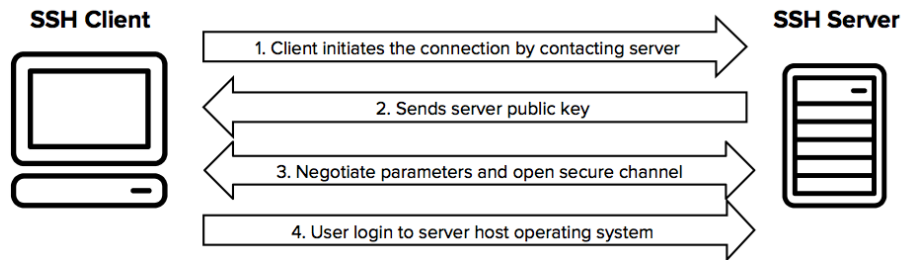 SSH Client
SSH Server
1. Client initiates the connection by contacting server
2. Sends server public key
3. Negotiate parameters and open secure channel
4. User login to server host operating system